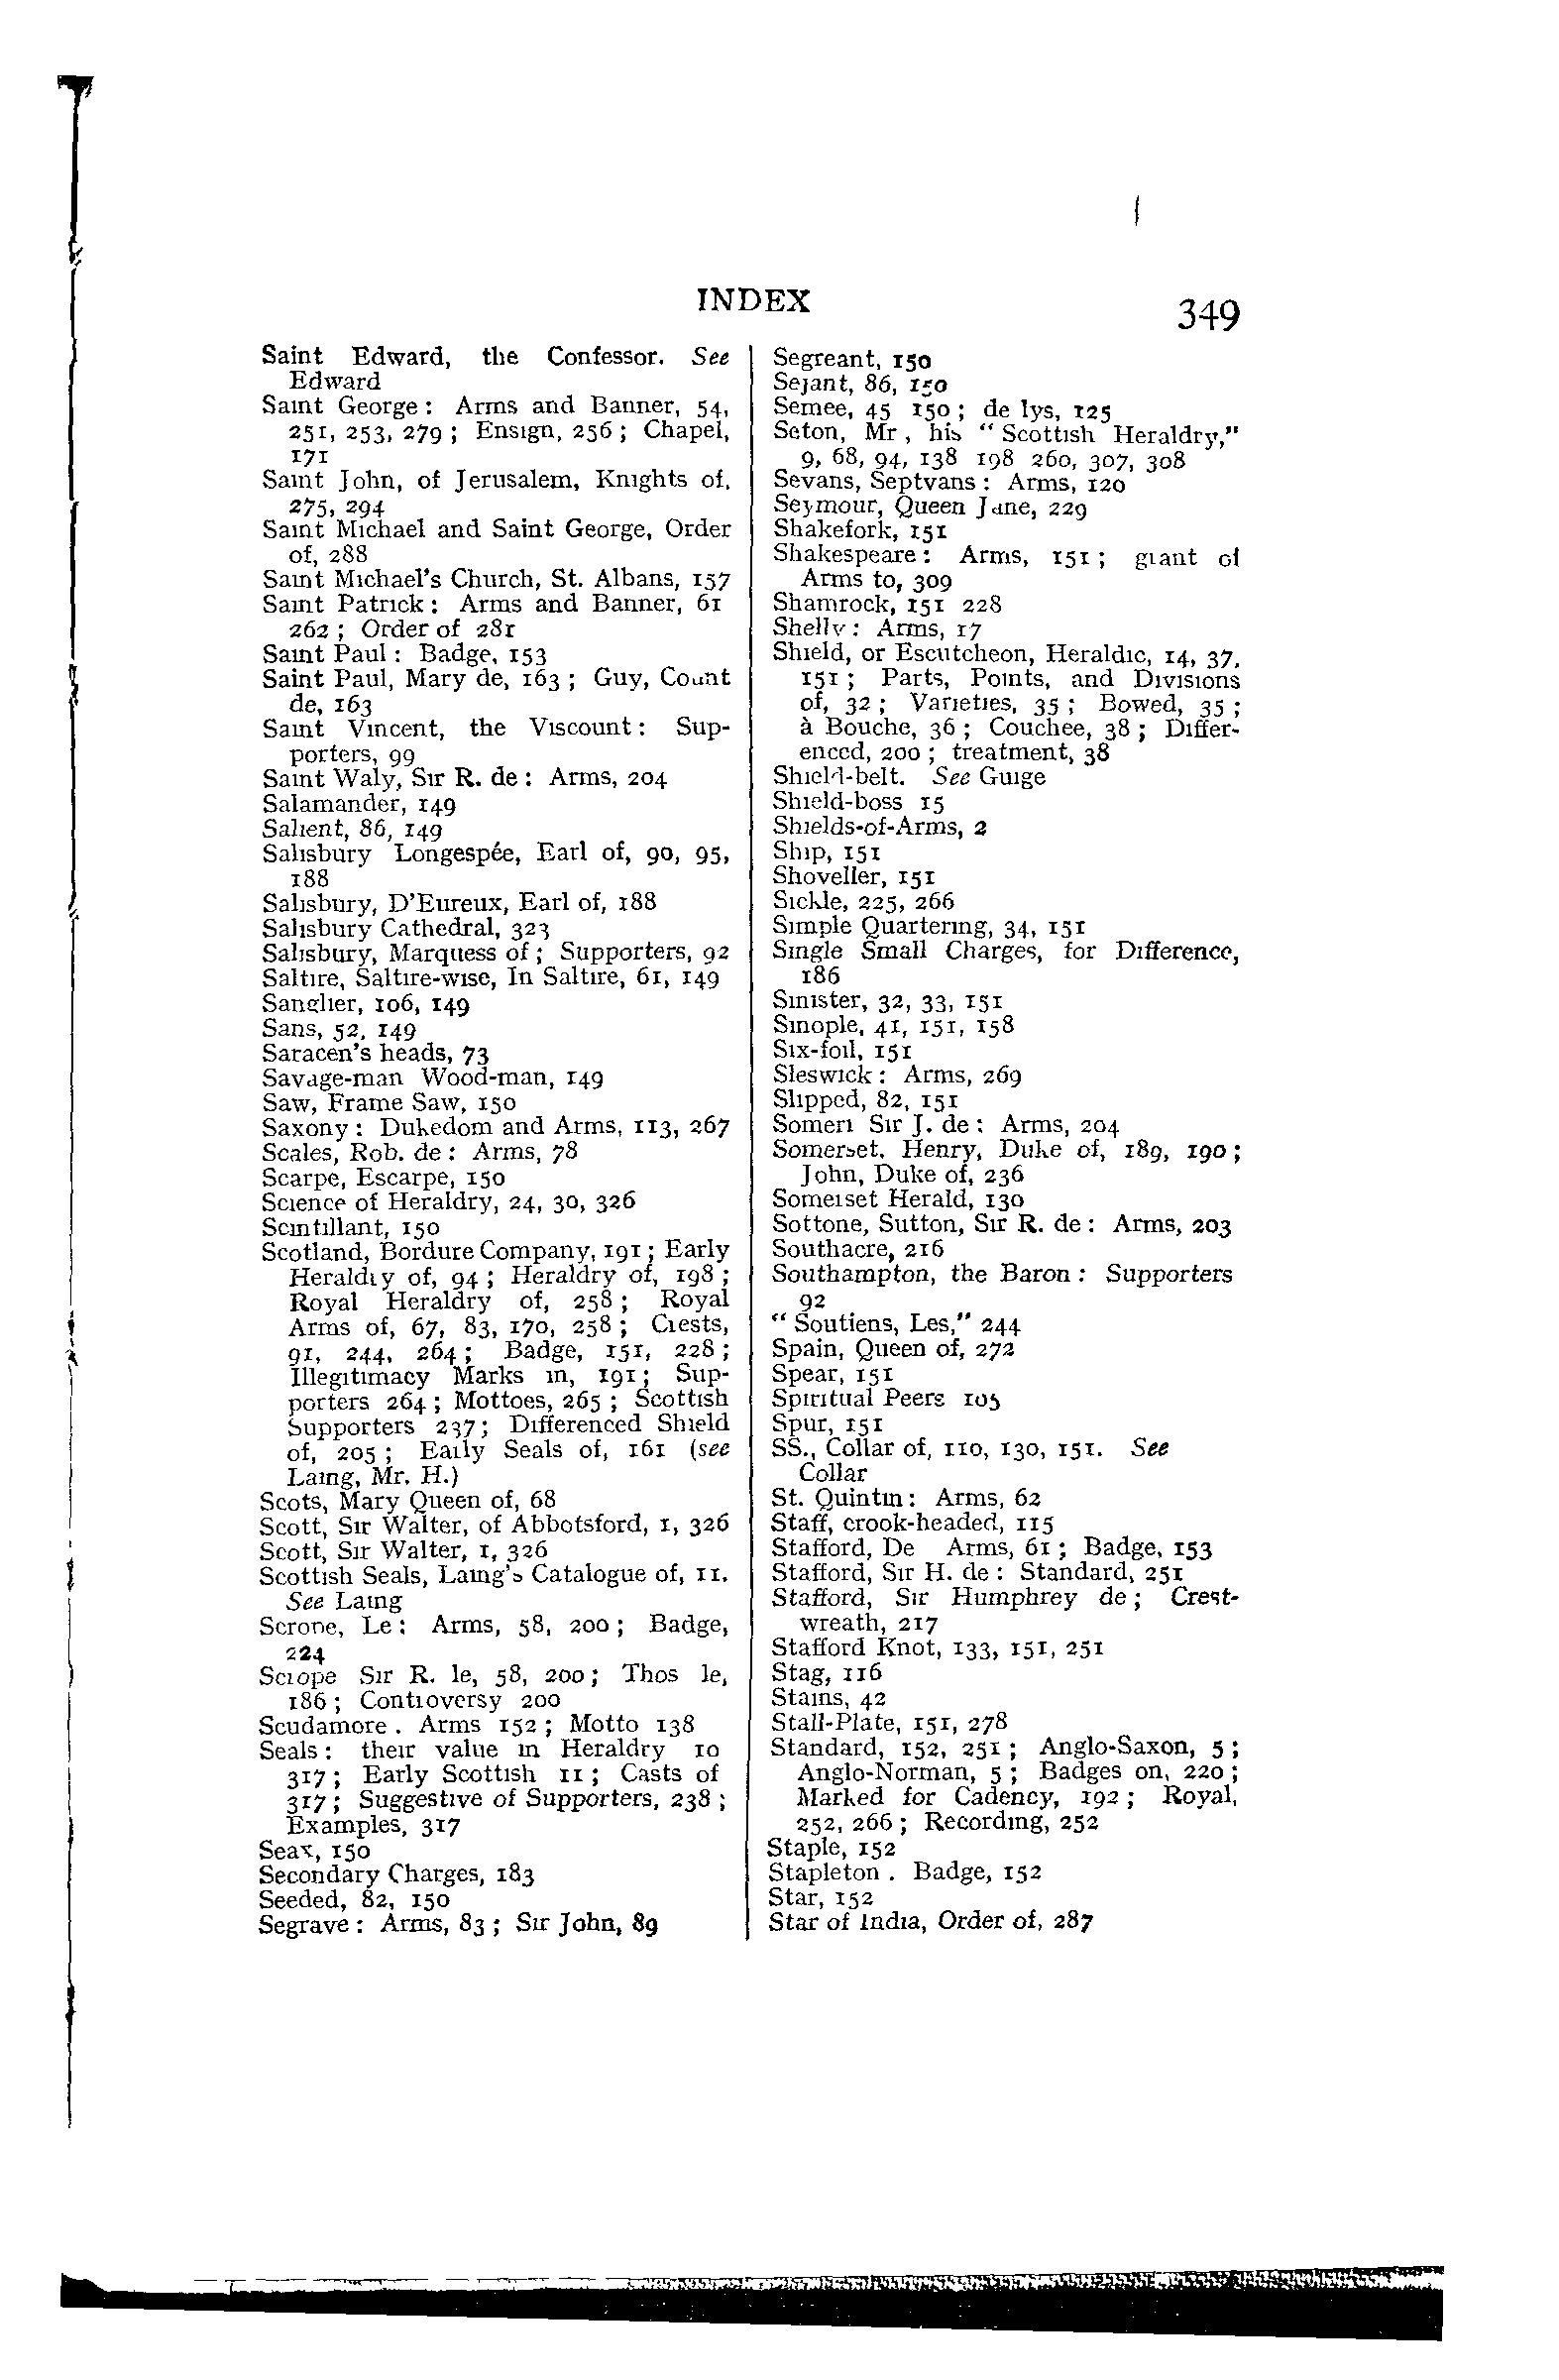 INDEX
349
Saint Edward, the Confessor. See
Edward
Saint George : Arms and Banner, 54,
251, 253, 279 ; Ensign, 256 ; Chapel,
171
Saint John, of Jerusalem, Knights of,
275, 294
Saint Michael and Saint George, Order
of, 288
Saint Michael's Church, St. Albans, 157
Saint Patrick : Arms and Banner, 61
262 ; Order of 281
Saint Paul : Badge, 153
Saint Paul, Mary de, 163 ; Guy, Count
de, 163
Saint Vincent, the Viscount : Sup-
porters, 99
Saint Waly, Sir R. de : Arms, 204
Salamander, 149
Salient, 86, 149
Salisbury Longespée, Earl of, 90, 95,
188
Salisbury, D'Eureux, Earl of, 188
Salisbury Cathedral, 323
Salisbury, Marquess of ; Supporters, 92
Saltire, Saltire-wise, In Saltire, 61, 149
Sanglier, 106, 149
Sans, 52, 149
Saracen's heads, 73
Savage-man Wood-man, 149
Saw, Frame Saw, 150
Saxony : Dukedom and Arms, 113, 267
Scales, Rob. de : Arms, 78
Scarpe, Escarpe, 150
Science of Heraldry, 24, 30, 326
Scintillant, 150
Scotland, Bordure Company, 191 ; Early
Heraldry of, 94 ; Heraldry of, 198 ;
Royal Heraldry of, 258 ; Royal
Arms of, 67, 83, 170, 258 ; Crests,
91, 244, 264 ; Badge, 151, 228 ;
Illegitimacy Marks in, 191 ; Sup-
porters 264 ; Mottoes, 265 ; Scottish
Supporters 237 ; Differenced Shield
of, 205 ; Early Seals of, 161 (see
Laing, Mr. H.)
Scots, Mary Queen of, 68
Scott, Sir Walter, of Abbotsford, 1, 326
Scott, Sir Walter, 1, 326
Scottish Seals, Laing's Catalogue of, 11.
See Laing
Scrope, Le : Arms, 58, 200 ; Badge,
224
Scrope Sir R. le, 58, 200 ; Thos le,
186 ; Controversy 200
Scudamore . Arms 152 ; Motto 138
Seals : their value in Heraldry 10
317 ; Early Scottish 11 ; Casts of
317 ; Suggestive of Supporters, 238 ;
Examples, 317
Seax, 150
Secondary Charges, 183
Seeded, 82, 150
Segrave : Arms, 83 ; Sir John, 89
Segreant, 150
Sejant, 86, 150
Semee, 45 150 ; de lys, 125
Seton, Mr , his "Scottish Heraldry,"
9, 68, 94, 138 198 260, 307, 308
Sevans, Septvans : Arms, 120
Seymour, Queen Jane, 229
Shakefork, 151
Shakespeare : Arms, 151 ; grant of
Arms to, 309
Shamrock, 151 228
Shelly : Arms, 17
Shield, or Escutcheon, Heraldic, 14, 37,
151 ; Parts, Points, and Divisions
of, 32 ; Varieties, 35 ; Bowed, 35 ;
à Bouche, 36 ; Couchee, 38 ; Differ-
enced, 200 ; treatment, 38
Shield-belt. See Guige
Shield-boss 15
Shields-of-Arms, 2
Ship, 151
Shoveller, 151
Sickle, 225, 266
Simple Quartering, 34, 151
Single Small Charges, for Difference,
186
Sinister, 32, 33, 151
Sinople, 41, 151, 158
Six-foil, 151
Sleswick : Arms, 269
Slipped, 82, 151
Someri Sir J. de : Arms, 204
Somerset, Henry, Duke of, 189, 190 ;
John, Duke of, 236
Somerset Herald, 130
Sottone, Sutton, Sir R. de : Arms, 203
Southacre, 216
Southampton, the Baron : Supporters
92
"Soutiens, Les," 244
Spain, Queen of, 272
Spear, 151
Spiritual Peers 105
Spur, 151
SS., Collar of, 110, 130, 151. See
Collar
St. Quintin : Arms, 62
Staff, crook-headed, 115
Stafford, De Arms, 61 ; Badge, 153
Stafford, Sir H. de : Standard, 251
Stafford, Sir Humphrey de ; Crest-
wreath, 217
Stafford Knot, 133, 151, 251
Stag, 116
Stains, 42
Stall-Plate, 151, 278
Standard, 152, 251 ; Anglo-Saxon, 5 ;
Anglo-Norman, 5 ; Badges on, 220 ;
Marked for Cadency, 192 ; Royal,
252, 266 ; Recording, 252
Staple, 152
Stapleton . Badge, 152
Star, 152
Star of India, Order of, 287